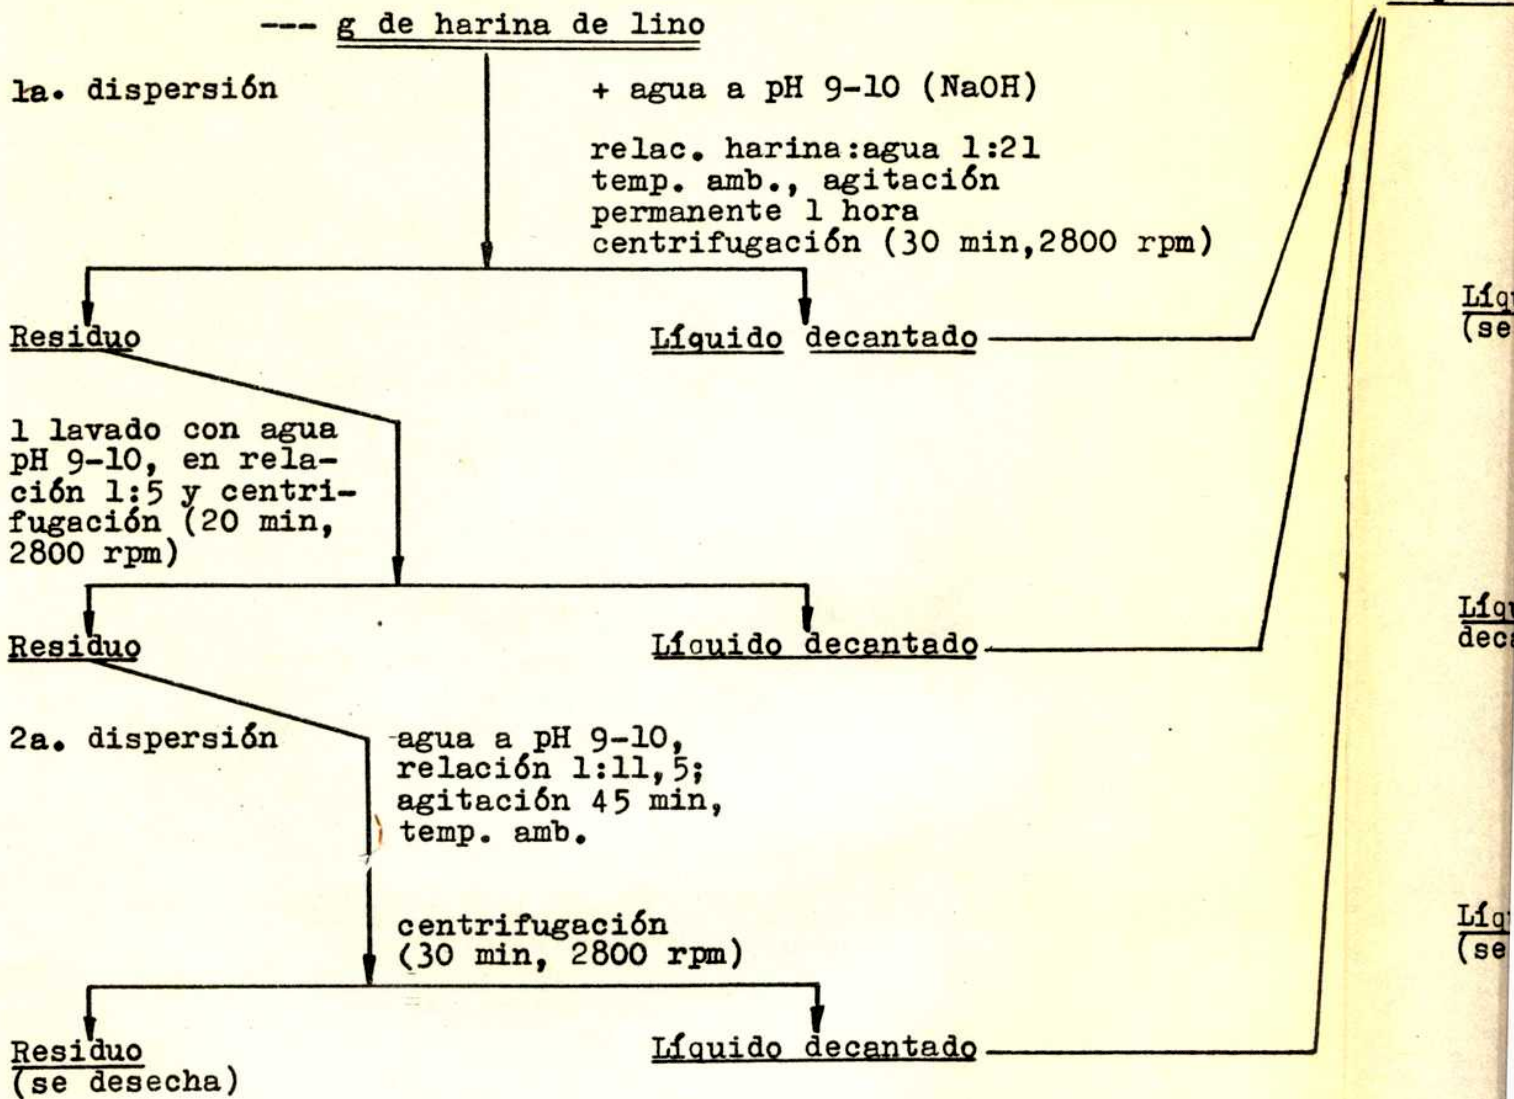 --- g de harina de lino
1a. dispersión
+ agua a pH 9-10 (NaOH)
relac. harina:agua 1:21
temp. amb., agitación
permanente 1 hora
centrifugación (30 min,2800 rpm)
Residuo
Líquido decantado
1 lavado con agua
pH 9-10, en rela-
ción 1:5 y centri-
fugación (20 min,
2800 rpm)
Residuo
Líquido decantado
2a. dispersión
agua a pH 9-10,
relación 1:11,5;
agitación 45 min,
temp. amb.
centrifugación
(30 min, 2800 rpm)
Residuo
(se desecha)
Líquido decantado
(se
(se